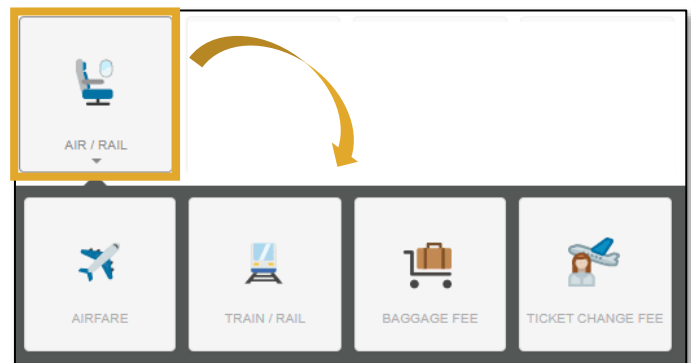 AIR / RAIL
AIRFARE
TRAIN / RAIL
BAGGAGE FEE
TICKET CHANGE FEE